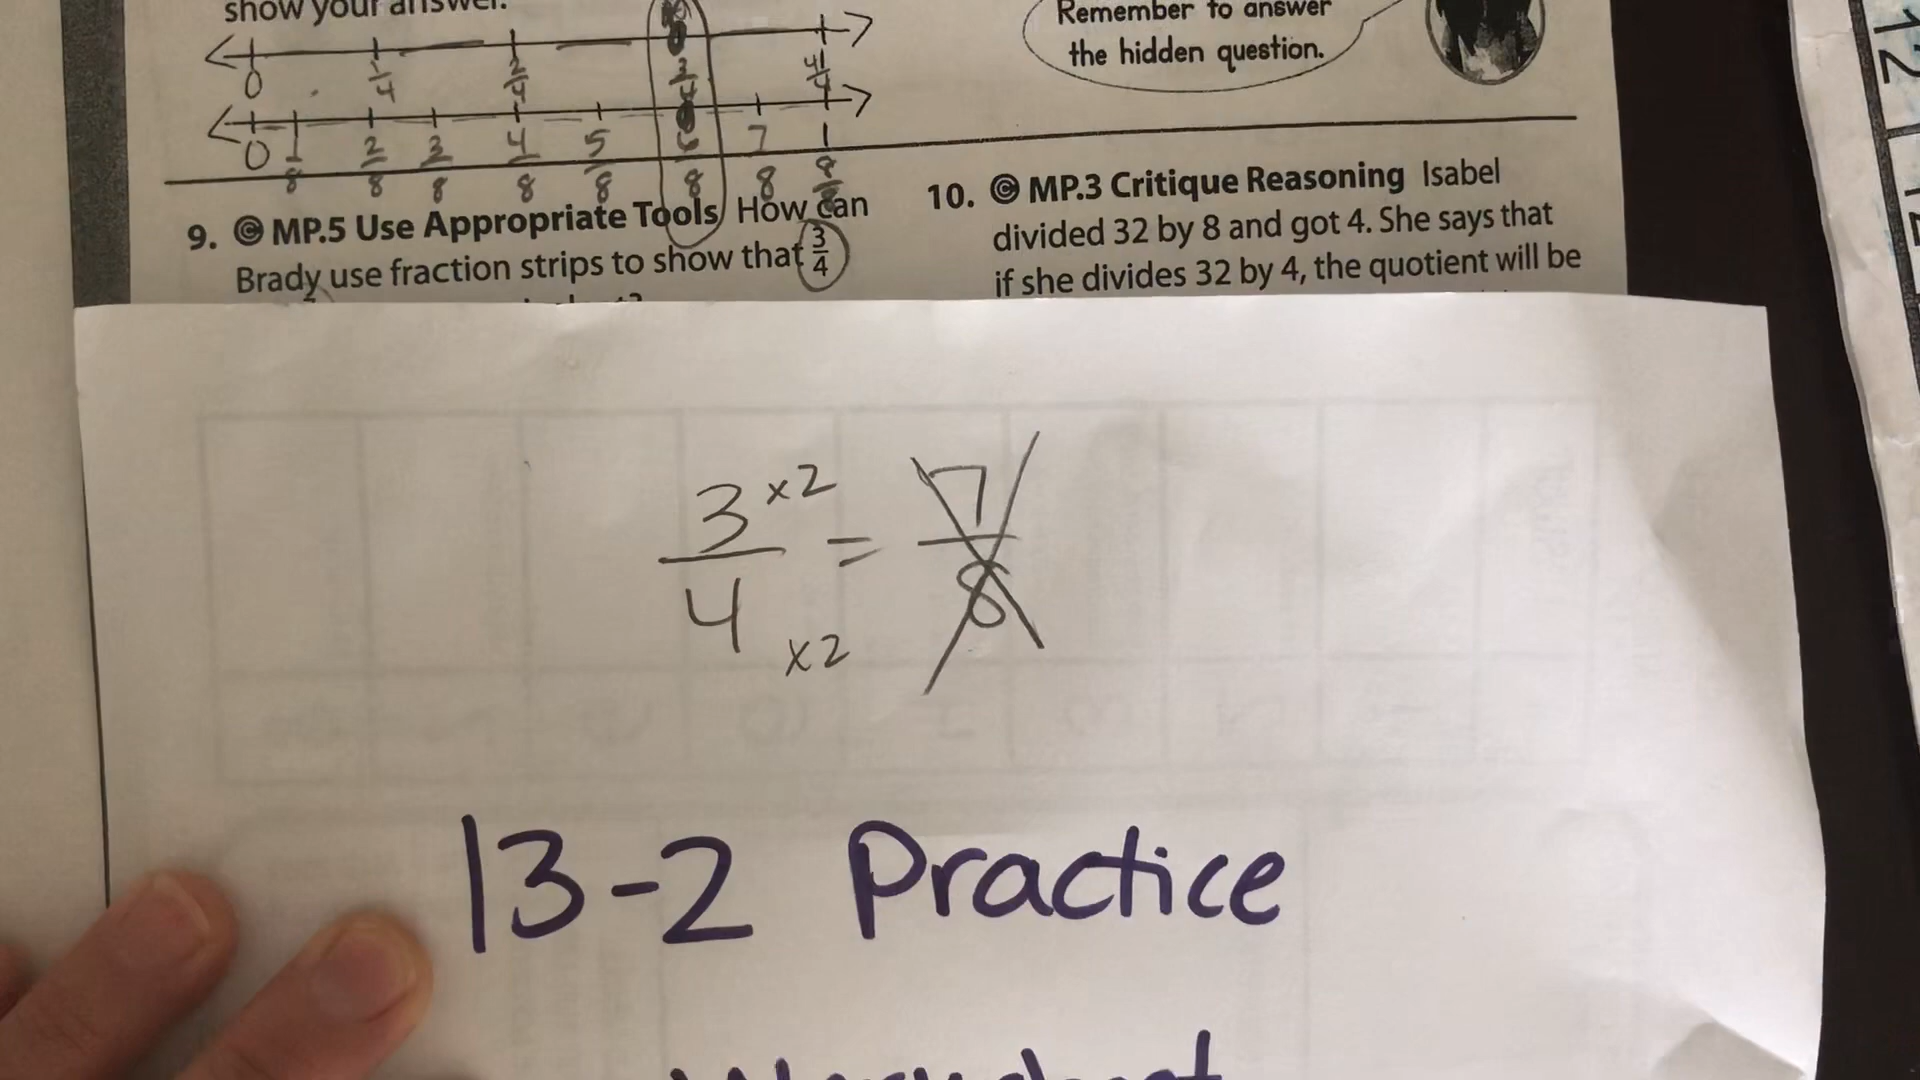 show your answer.
0 1/4 2/4 3/4 4/4
0 1/8 2/8 3/8 4/8 5/8 6/8 7/8 8/8
1
Remember to answer
the hidden question.
9. © MP.5 Use Appropriate Tools How can
Brady use fraction strips to show that 3/4
10. © MP.3 Critique Reasoning Isabel
divided 32 by 8 and got 4. She says that
if she divides 32 by 4, the quotient will be
3 x2 / 4 x2 = 7/8
13-2 Practice
12